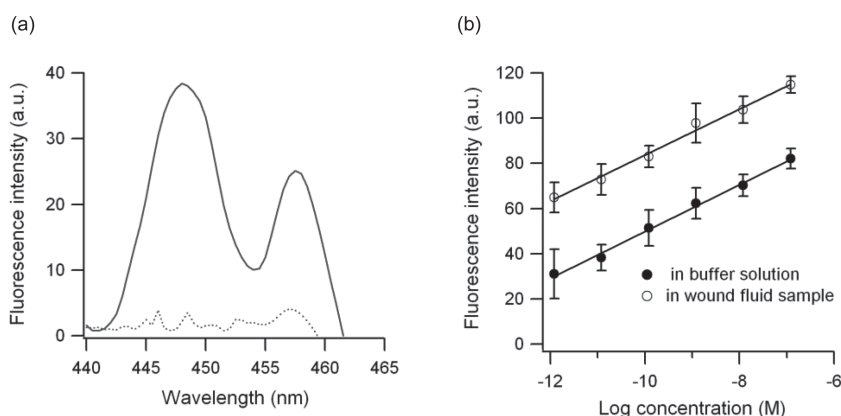 (a)
Fluorescence intensity (a.u.)
40
30
20
10
0
440
445
450
455
460
465
Wavelength (nm)
(b)
Fluorescence intensity (a.u.)
120
100
80
60
40
20
0
in buffer solution
in wound fluid sample
-12
-10
-8
-6
Log concentration (M)